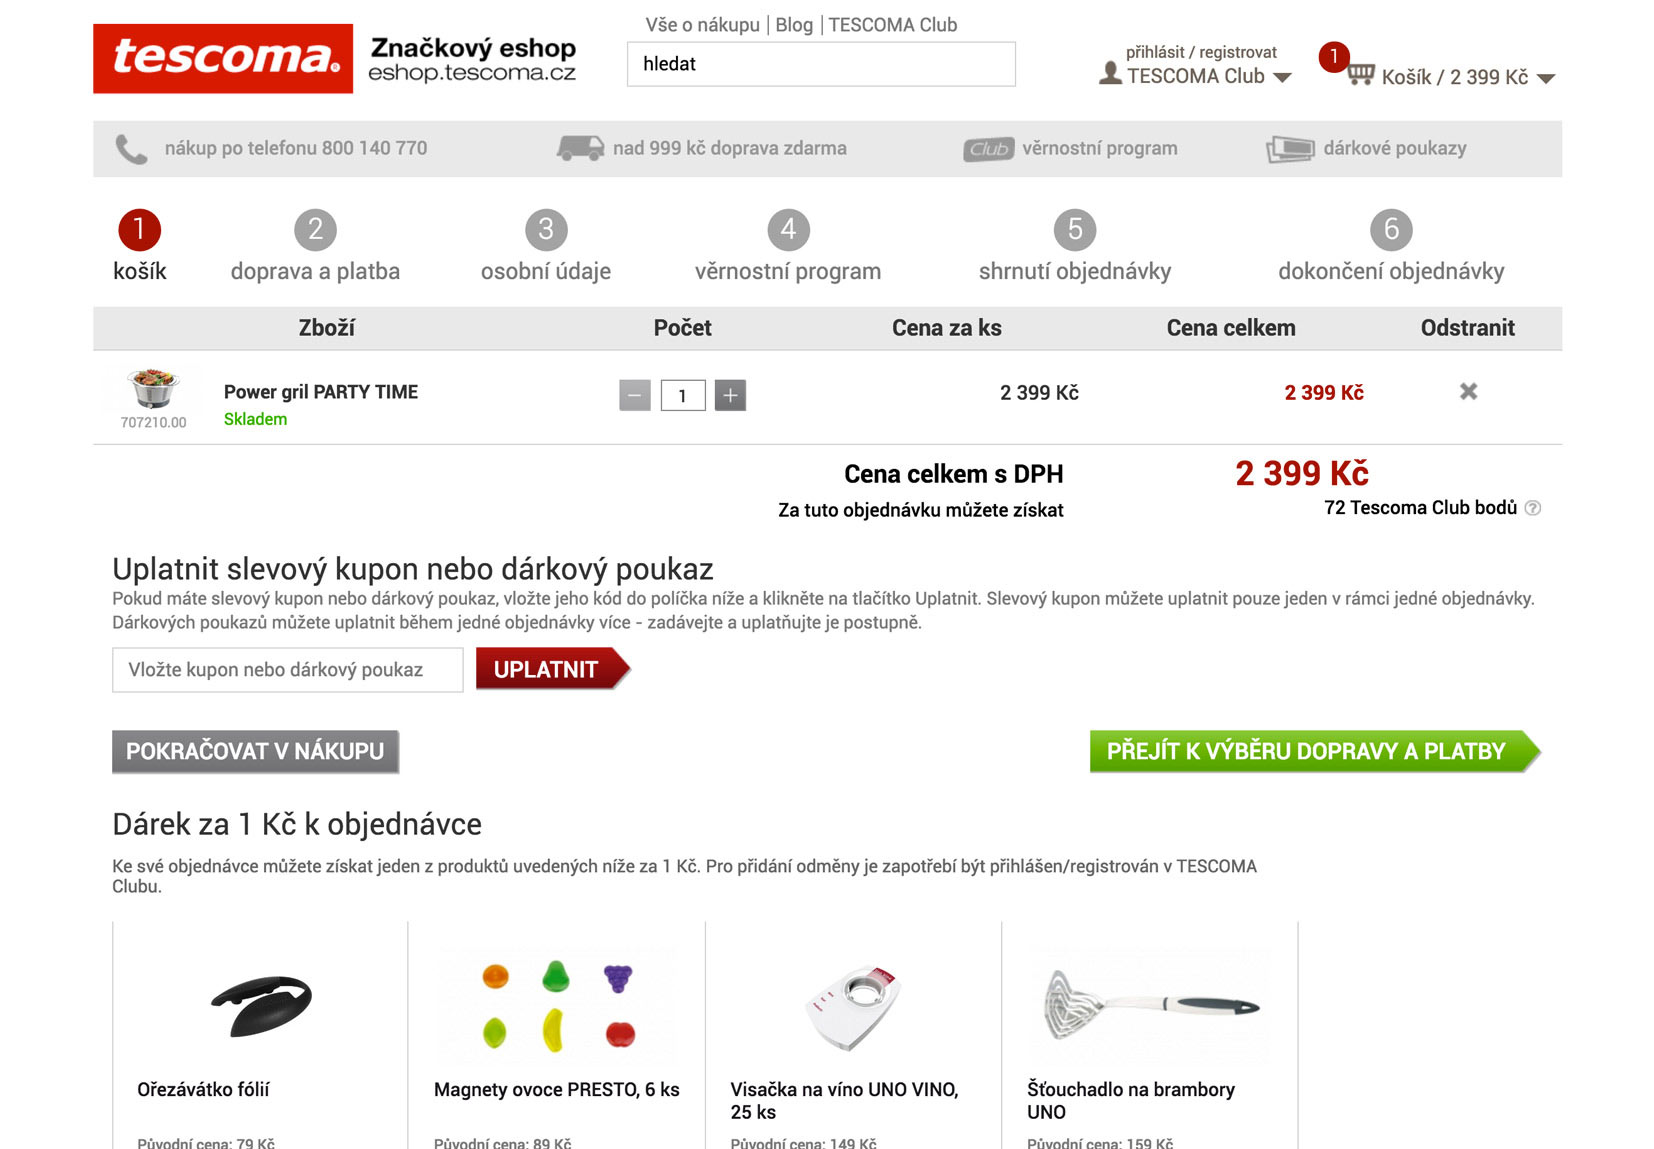 Vše o nákupu | Blog | TESCOMA Club
tescoma.® Značkový eshop
eshop.tescoma.cz
hledat
přihlásit / registrovat
TESCOMA Club
1
Košík / 2 399 Kč
nákup po telefonu 800 140 770
nad 999 kč doprava zdarma
Club věrnostní program
dárkové poukazy
1 2 3 4 5 6
košík doprava a platba osobní údaje věrnostní program shrnutí objednávky dokončení objednávky
Zboží Počet Cena za ks Cena celkem Odstranit
Power gril PARTY TIME 1 2 399 Kč 2 399 Kč
707210.00 Skladem
Cena celkem s DPH 2 399 Kč
Za tuto objednávku můžete získat 72 Tescoma Club bodů ?
Uplatnit slevový kupon nebo dárkový poukaz
Pokud máte slevový kupon nebo dárkový poukaz, vložte jeho kód do políčka níže a klikněte na tlačítko Uplatnit. Slevový kupon můžete uplatnit pouze jeden v rámci jedné objednávky.
Dárkových poukazů můžete uplatnit během jedné objednávky více - zadávejte a uplatňujte je postupně.
Vložte kupon nebo dárkový poukaz UPLATNIT
POKRAČOVAT V NÁKUPU PŘEJÍT K VÝBĚRU DOPRAVY A PLATBY
Dárek za 1 Kč k objednávce
Ke své objednávce můžete získat jeden z produktů uvedených níže za 1 Kč. Pro přidání odměny je zapotřebí být přihlášen/registrován v TESCOMA
Clubu.
Ořezávátko fólií
Původní cena: 79 Kč
Magnety ovoce PRESTO, 6 ks
Původní cena: 89 Kč
Visačka na víno UNO VINO,
25 ks
Původní cena: 149 Kč
Šťouchadlo na brambory
UNO
Původní cena: 159 Kč